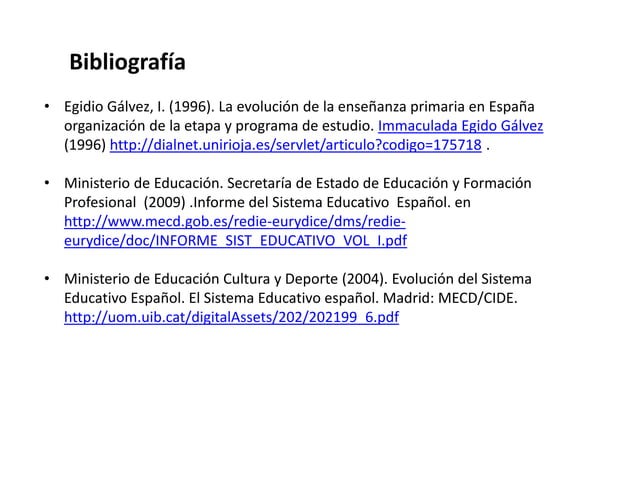 Bibliografía
• Egidio Gálvez, I. (1996). La evolución de la enseñanza primaria en España
organización de la etapa y programa de estudio. Immaculada Egido Gálvez
(1996) http://dialnet.unirioja.es/servlet/articulo?codigo=175718 .
• Ministerio de Educación. Secretaría de Estado de Educación y Formación
Profesional (2009) .Informe del Sistema Educativo Español. en
http://www.mecd.gob.es/redie-eurydice/dms/redie-
eurydice/doc/INFORME_SIST_EDUCATIVO_VOL_I.pdf
• Ministerio de Educación Cultura y Deporte (2004). Evolución del Sistema
Educativo Español. El Sistema Educativo español. Madrid: MECD/CIDE.
http://uom.uib.cat/digitalAssets/202/202199_6.pdf